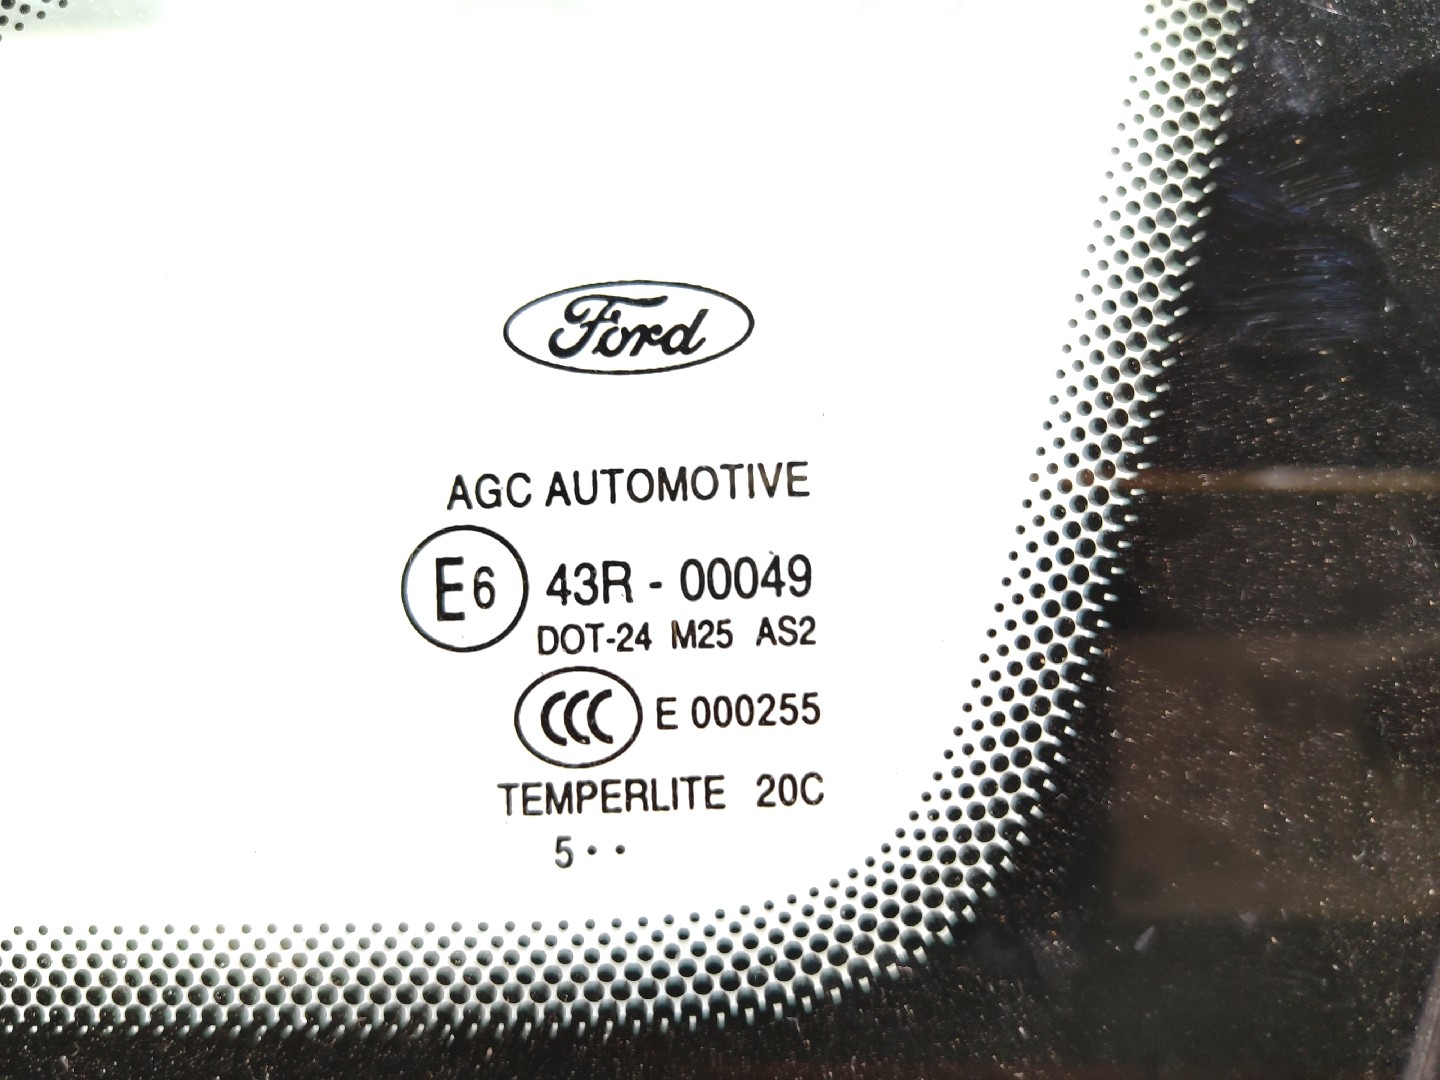 Ford
AGC AUTOMOTIVE
E6 43R - 00049
DOT-24 M25 AS2
CCC E 000255
TEMPERLITE 20C
5 · ·